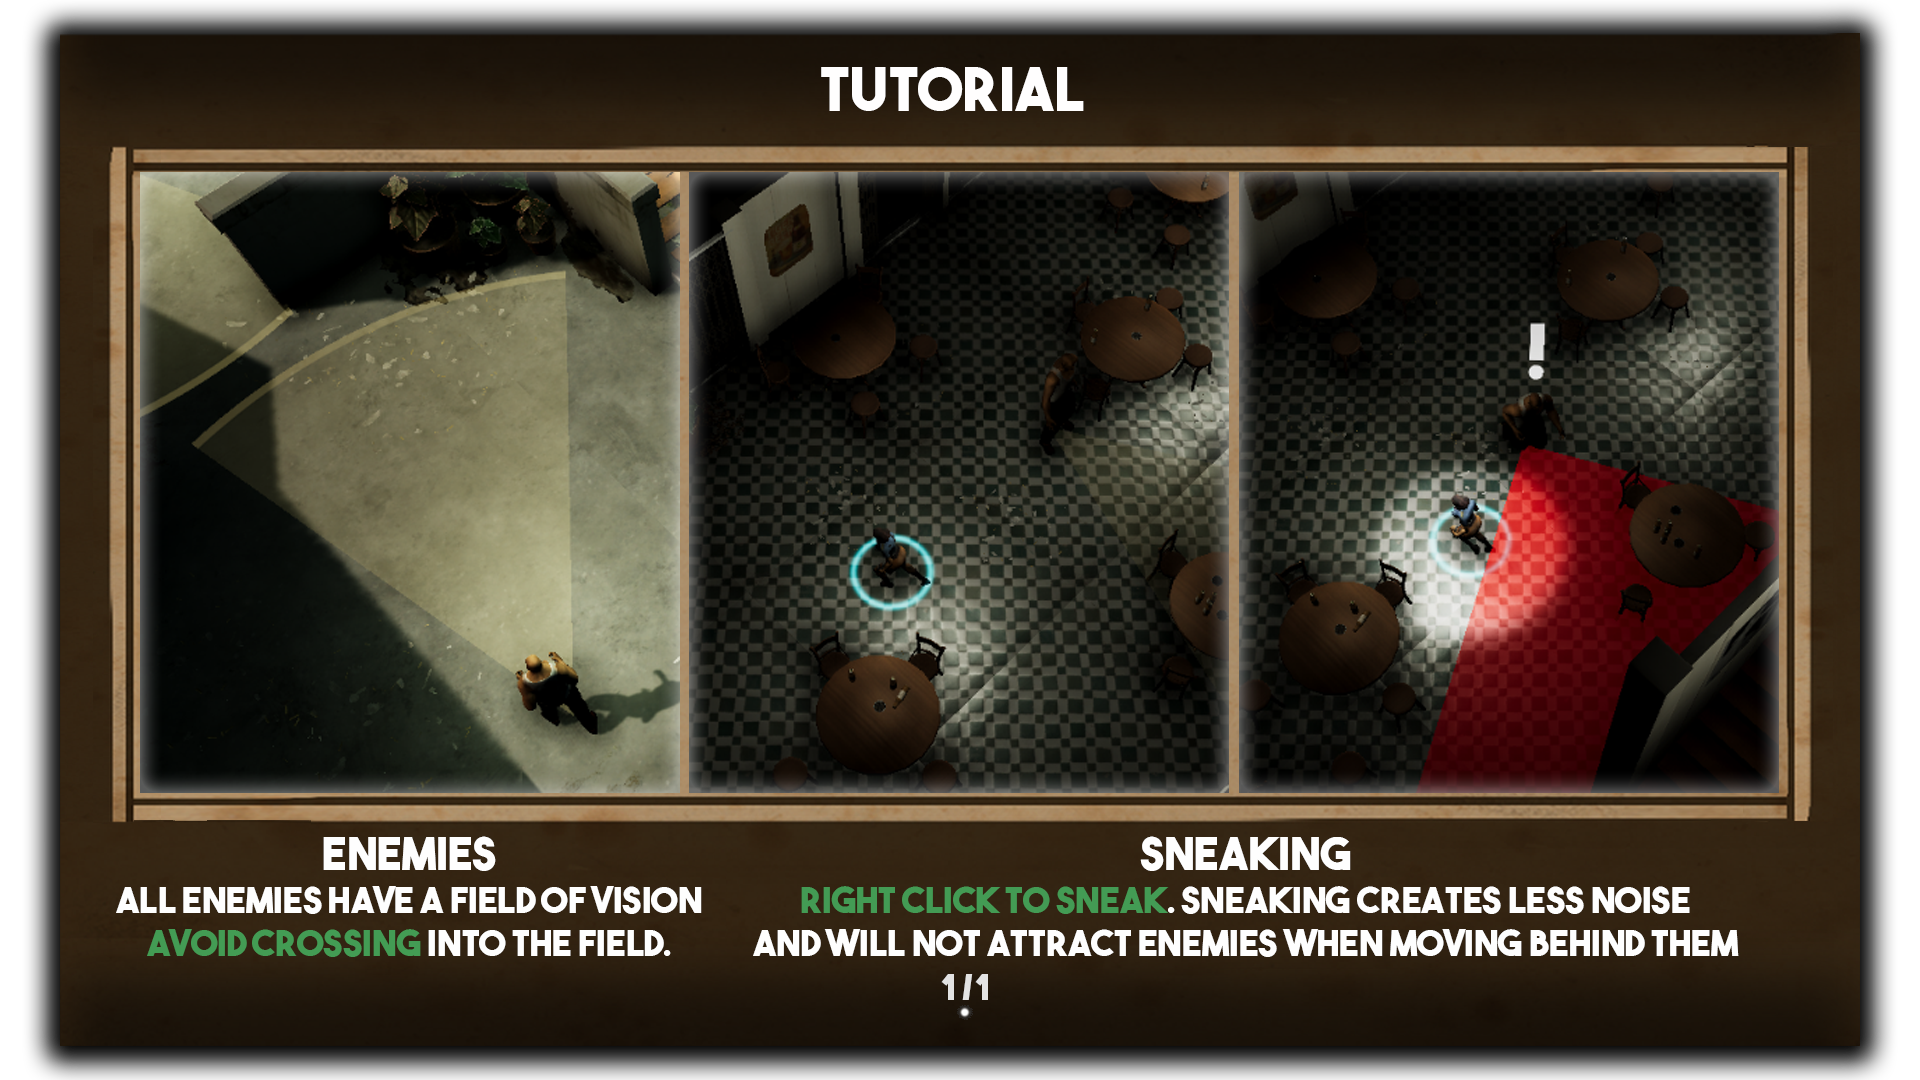 TUTORIAL
!
ENEMIES
ALL ENEMIES HAVE A FIELD OF VISION
AVOID CROSSING INTO THE FIELD.
SNEAKING
RIGHT CLICK TO SNEAK. SNEAKING CREATES LESS NOISE
AND WILL NOT ATTRACT ENEMIES WHEN MOVING BEHIND THEM
1/1